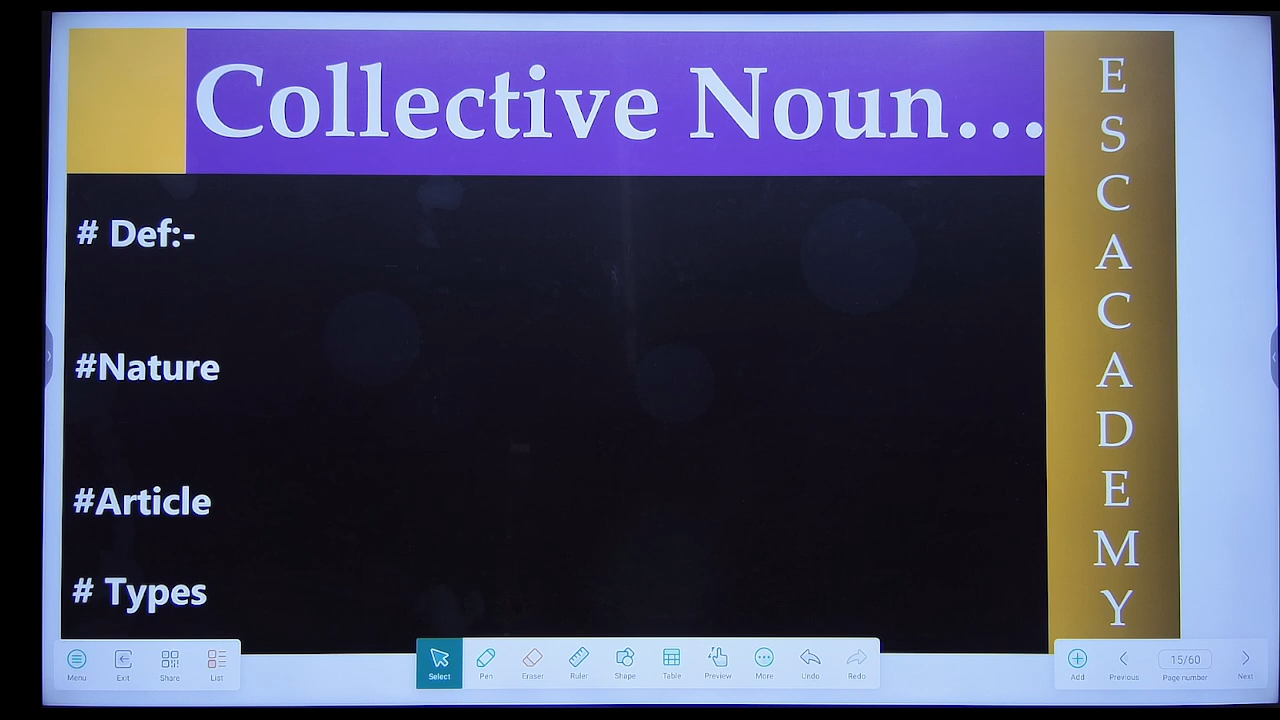 Collective Noun...
# Def:-
#Nature
#Article
# Types
E
S
C
A
C
A
D
E
M
Y
Menu
Exit
Share
List
Select
Pen
Eraser
Ruler
Shape
Table
Preview
More
Undo
Redo
Add
Previous
15/60
Page number
Next